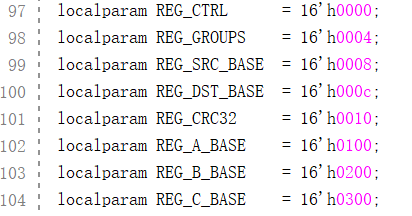 97 localparam REG_CTRL = 16'h0000;
98 localparam REG_GROUPS = 16'h0004;
99 localparam REG_SRC_BASE = 16'h0008;
100 localparam REG_DST_BASE = 16'h000c;
101 localparam REG_CRC32 = 16'h0010;
102 localparam REG_A_BASE = 16'h0100;
103 localparam REG_B_BASE = 16'h0200;
104 localparam REG_C_BASE = 16'h0300;